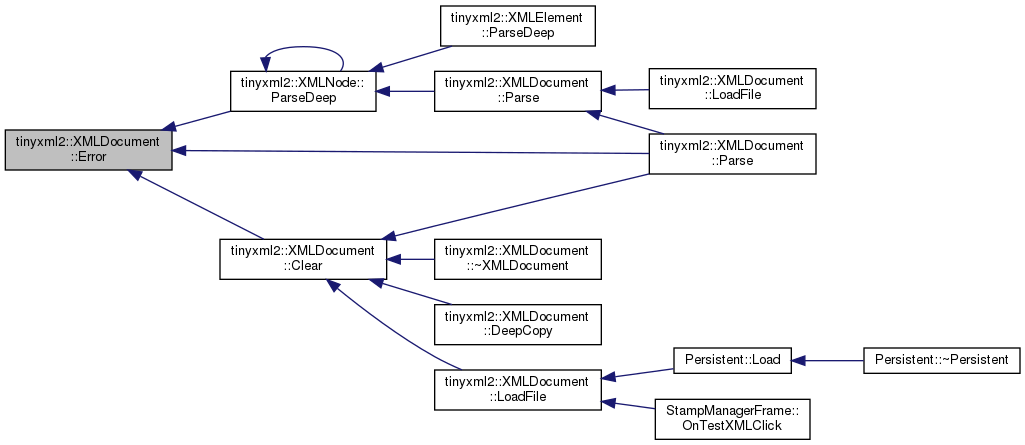 tinyxml2::XMLElement
::ParseDeep
tinyxml2::XMLNode::
ParseDeep
tinyxml2::XMLDocument
::Parse
tinyxml2::XMLDocument
::LoadFile
tinyxml2::XMLDocument
::Error
tinyxml2::XMLDocument
::Parse
tinyxml2::XMLDocument
::Clear
tinyxml2::XMLDocument
::~XMLDocument
tinyxml2::XMLDocument
::DeepCopy
tinyxml2::XMLDocument
::LoadFile
Persistent::Load
Persistent::~Persistent
StampManagerFrame::
OnTestXMLClick